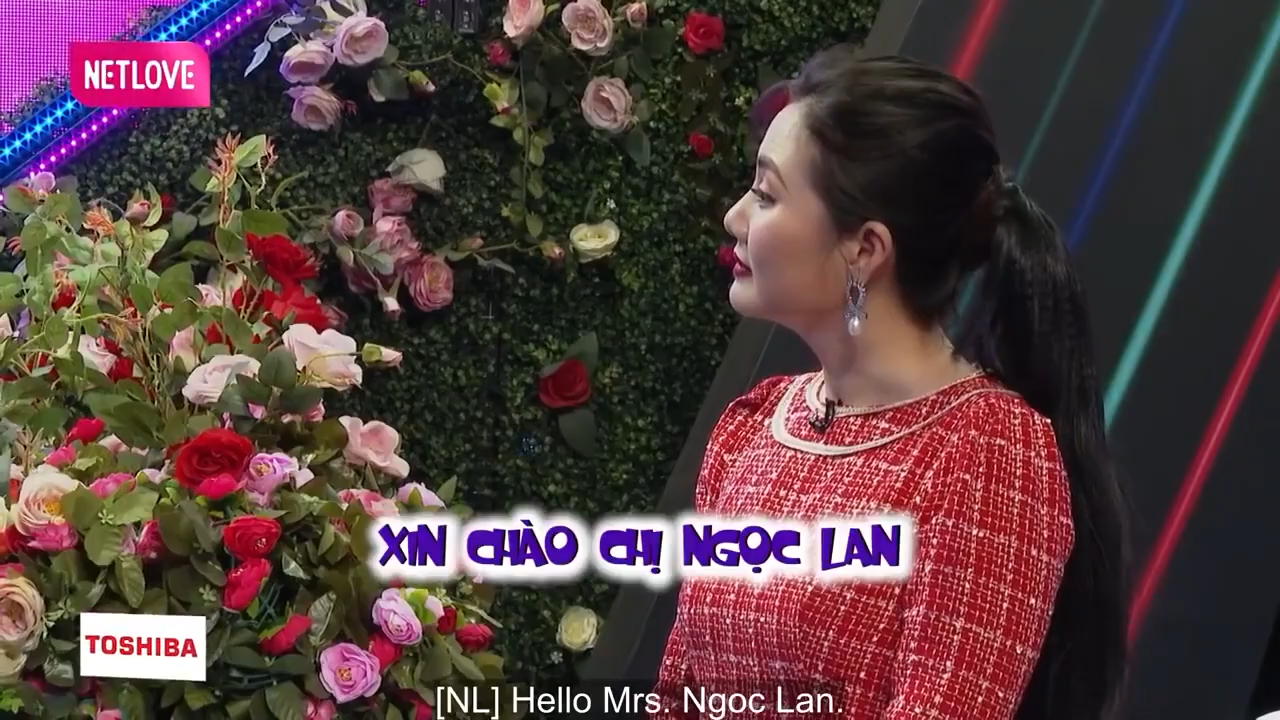 NETLOVE
XIN CHÀO CHỊ NGỌC LAN
TOSHIBA
[NL] Hello Mrs. Ngoc Lan.